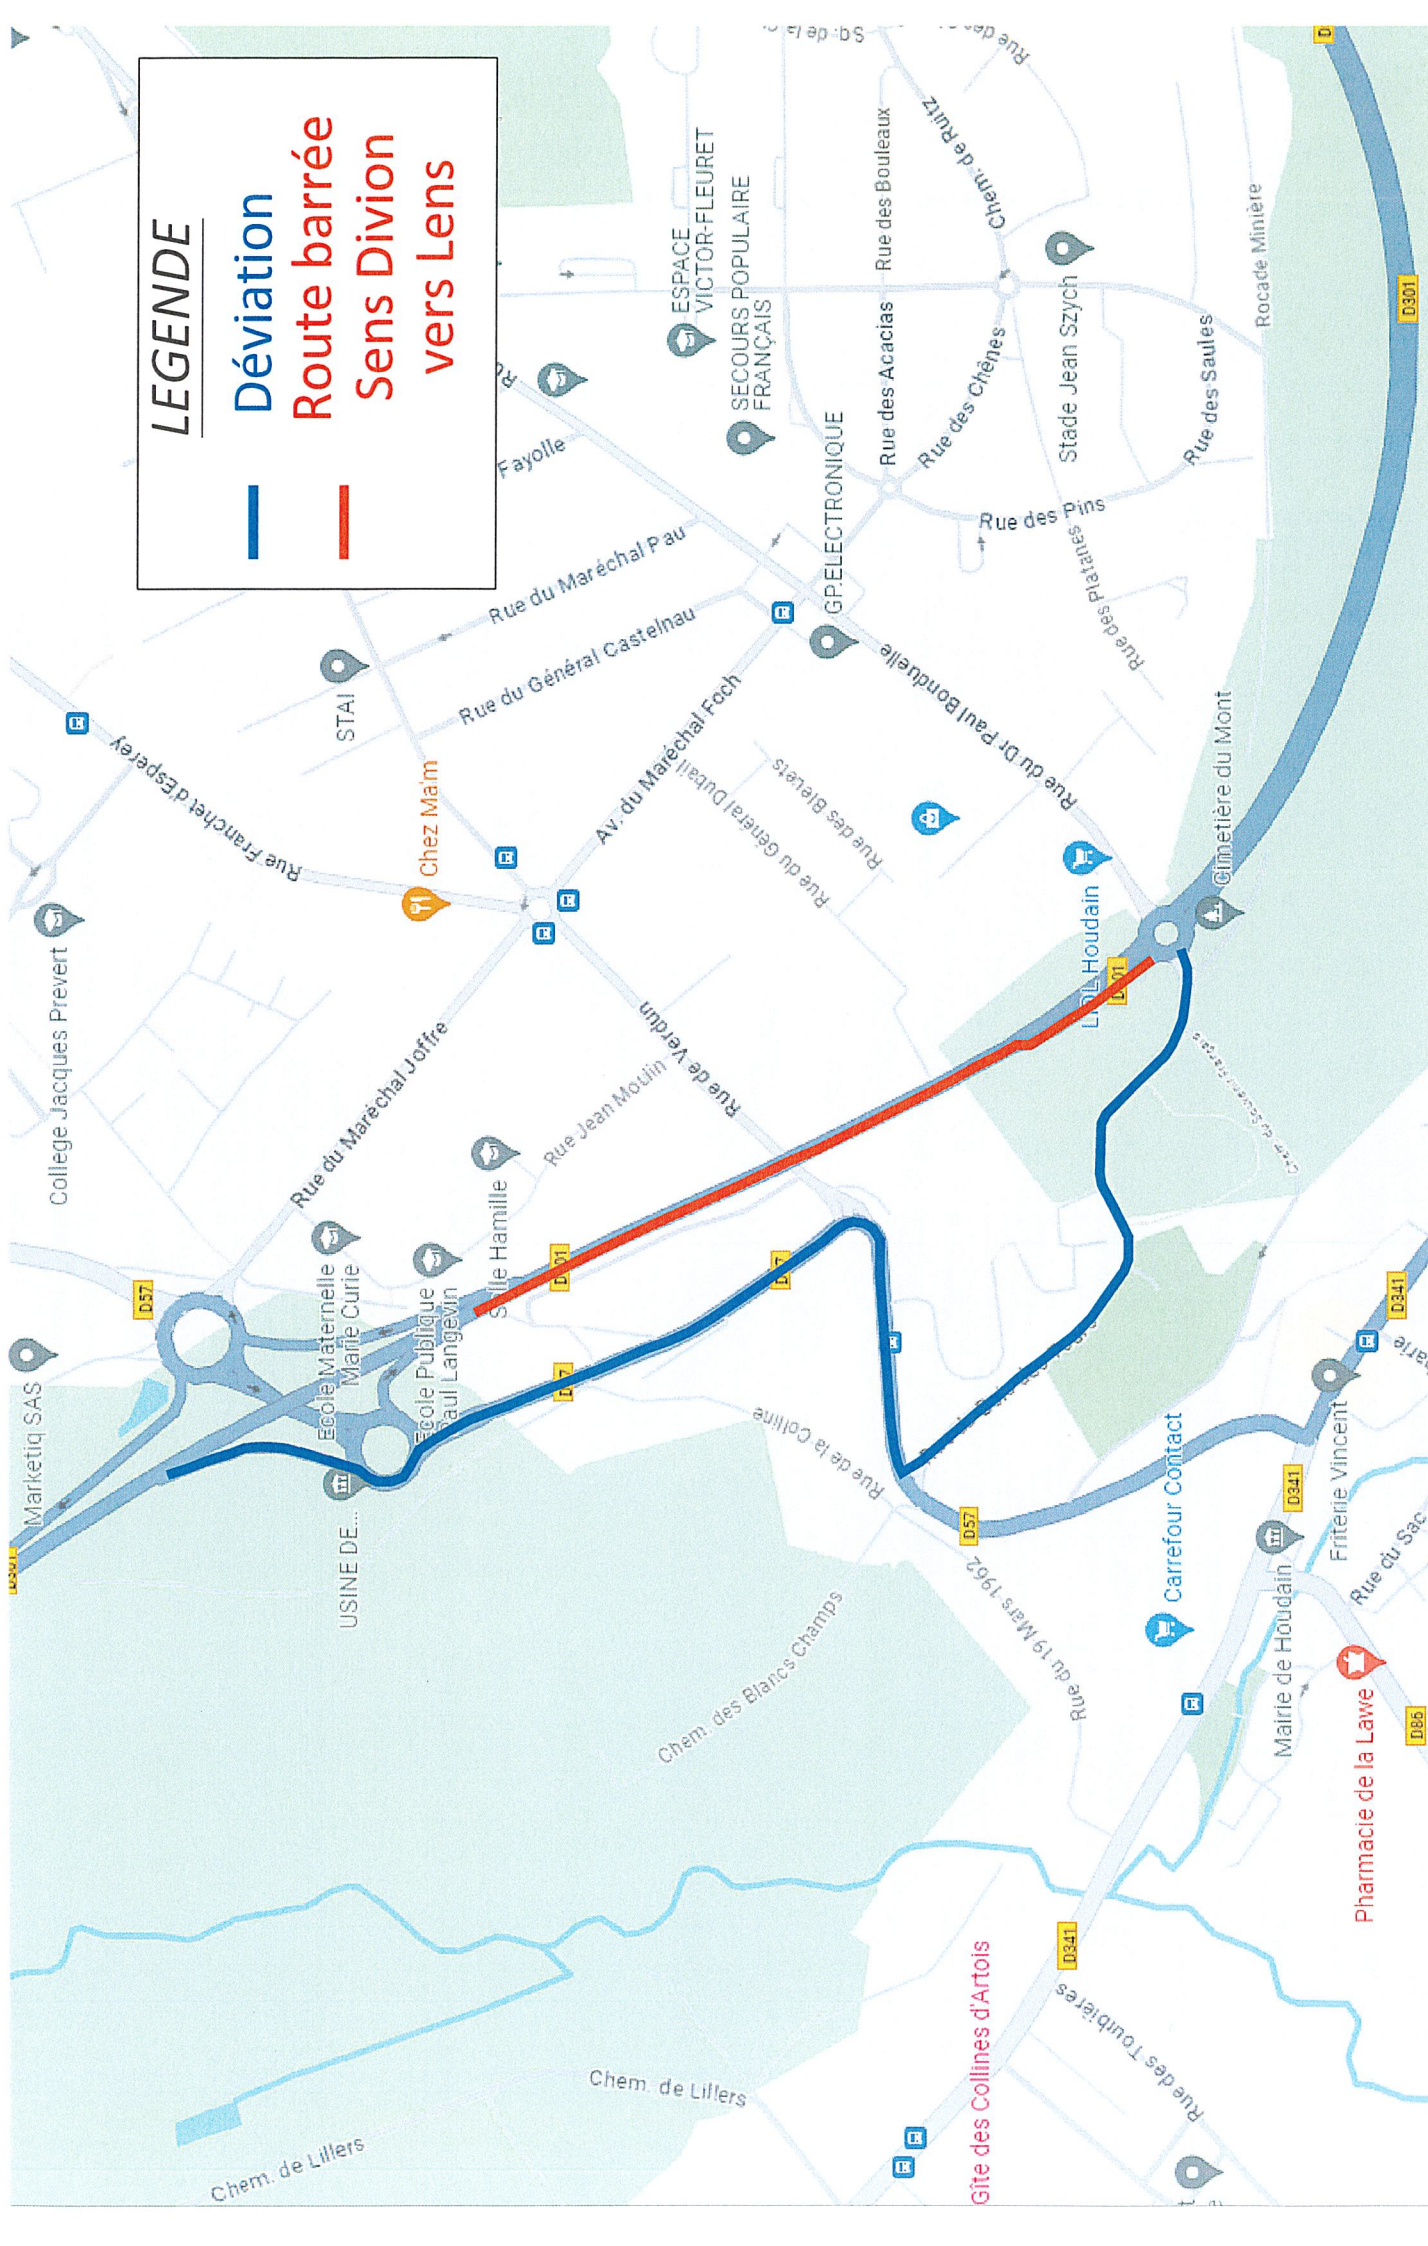 LEGENDE
Déviation
Route barrée
Sens Divion
vers Lens
Marketiq SAS
College Jacques Prevert
D57
Rue Franchet d'Esperey
STAI
Chez Ma'm
Rue du Maréchal Joffre
Ecole Maternelle
Marie Curie
Ecole Publique
Paul Langevin
USINE DE...
Salle Hamille
Rue Jean Moulin
Rue de Verdun
Fayolle
Rue du Maréchal Pau
Rue du Général Castelnau
Av. du Maréchal Foch
Rue du Général Dubail
Rue des Bleuets
ESPACE
VICTOR-FLEURET
SECOURS POPULAIRE
FRANÇAIS
GP.ELECTRONIQUE
Rue du Dr Paul Bonduelle
Rue des Acacias
Rue des Bouleaux
Chem. de Ruitz
Rue des Chênes
Rue des Pins
Rue des Platanes
Stade Jean Szych
Rue des Saules
Rocade Minière
D301
Cimetière du Mont
LIDL Houdain
Rue de la Colline
Chem. des Blancs Champs
Rue du 19 Mars 1962
D57
Carrefour Contact
D341
D341
Friterie Vincent
Mairie de Houdain
Rue du Sac
Pharmacie de la Lawe
D86
D341
Rue des Tourbières
Gîte des Collines d'Artois
Chem. de Lillers
Chem. de Lillers